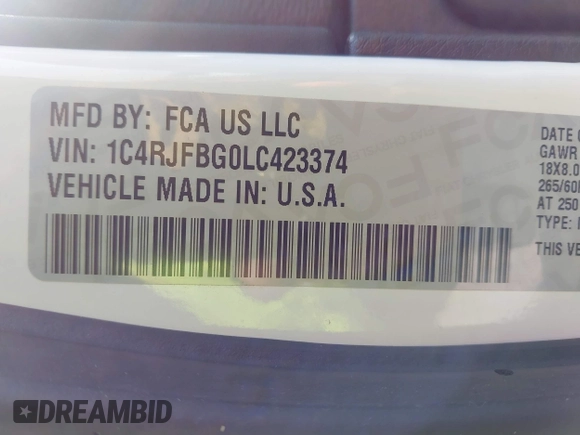 MFD BY: FCA US LLC
VIN: 1C4RJFBG0LC423374
VEHICLE MADE IN: U.S.A.
DATE
GAWR
18X8.0
265/60
AT 250
TYPE:
THIS VE
DREAMBID